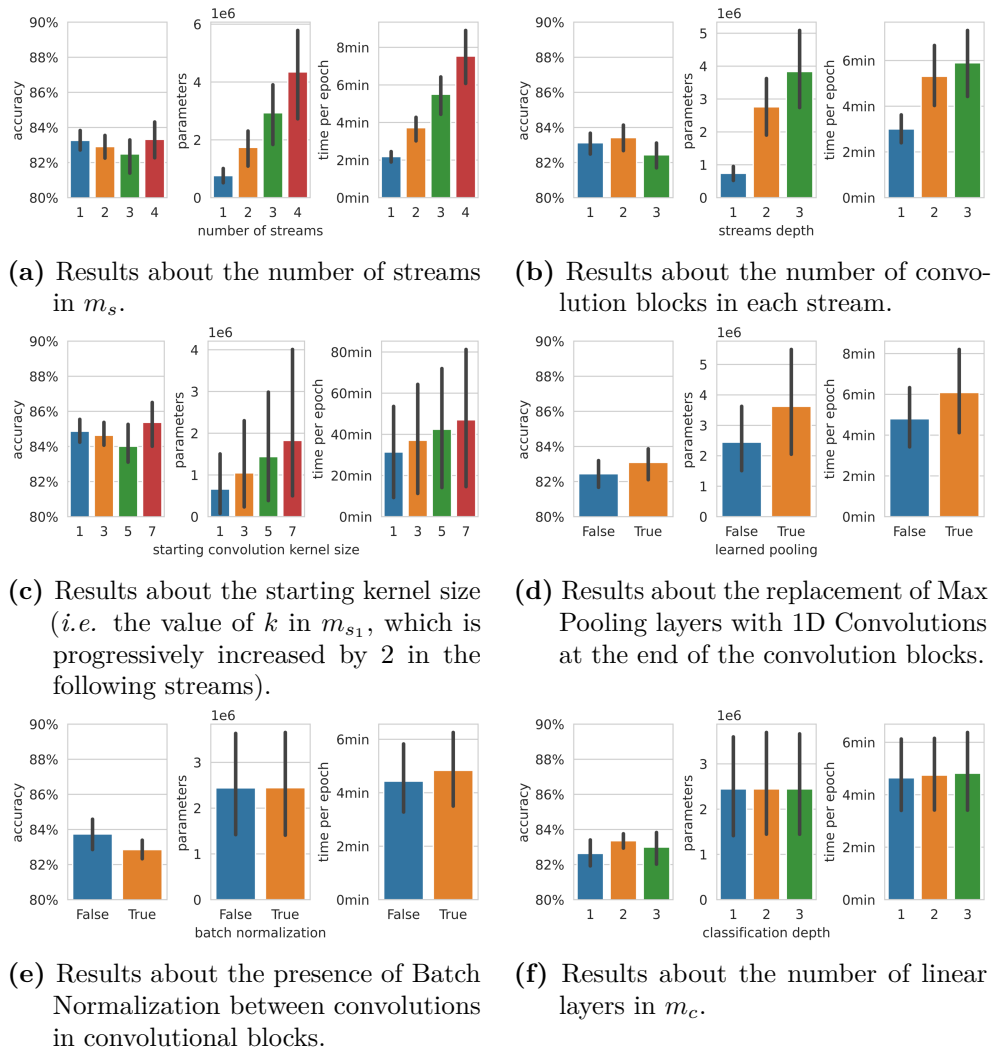 90%
88%
86%
84%
82%
80%
accuracy
1 2 3 4
1e6
6
4
2
0
parameters
1 2 3 4
number of streams
8min
6min
4min
2min
0min
time per epoch
1 2 3 4
(a) Results about the number of streams
in mₛ.
90%
88%
86%
84%
82%
80%
accuracy
1 2 3
1e6
5
4
3
2
1
0
parameters
1 2 3
streams depth
6min
4min
2min
0min
time per epoch
1 2 3
(b) Results about the number of convo-
lution blocks in each stream.
90%
88%
86%
84%
82%
80%
accuracy
1 3 5 7
1e6
4
3
2
1
0
parameters
1 3 5 7
starting convolution kernel size
80min
60min
40min
20min
0min
time per epoch
1 3 5 7
(c) Results about the starting kernel size
(i.e. the value of k in mₛ₁, which is
progressively increased by 2 in the
following streams).
90%
88%
86%
84%
82%
80%
accuracy
False True
1e6
5
4
3
2
1
0
parameters
False True
learned pooling
8min
6min
4min
2min
0min
time per epoch
False True
(d) Results about the replacement of Max
Pooling layers with 1D Convolutions
at the end of the convolution blocks.
90%
88%
86%
84%
82%
80%
accuracy
False True
1e6
3
2
1
0
parameters
False True
batch normalization
6min
4min
2min
0min
time per epoch
False True
(e) Results about the presence of Batch
Normalization between convolutions
in convolutional blocks.
90%
88%
86%
84%
82%
80%
accuracy
1 2 3
1e6
3
2
1
0
parameters
1 2 3
classification depth
6min
4min
2min
0min
time per epoch
1 2 3
(f) Results about the number of linear
layers in m_c.